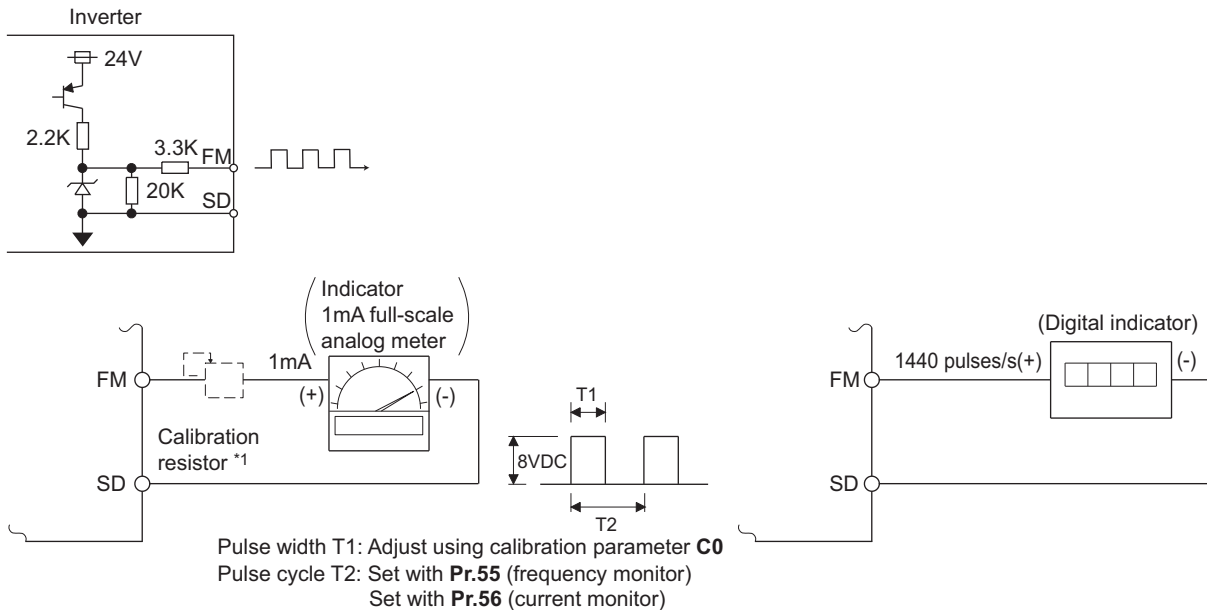 Inverter
24V
2.2K
3.3K
FM
20K
SD
Indicator
1mA full-scale
analog meter
FM
1mA
(+)
(-)
Calibration
resistor *1
SD
T1
8VDC
T2
(Digital indicator)
1440 pulses/s(+)
(-)
FM
SD
Pulse width T1: Adjust using calibration parameter C0
Pulse cycle T2: Set with Pr.55 (frequency monitor)
Set with Pr.56 (current monitor)